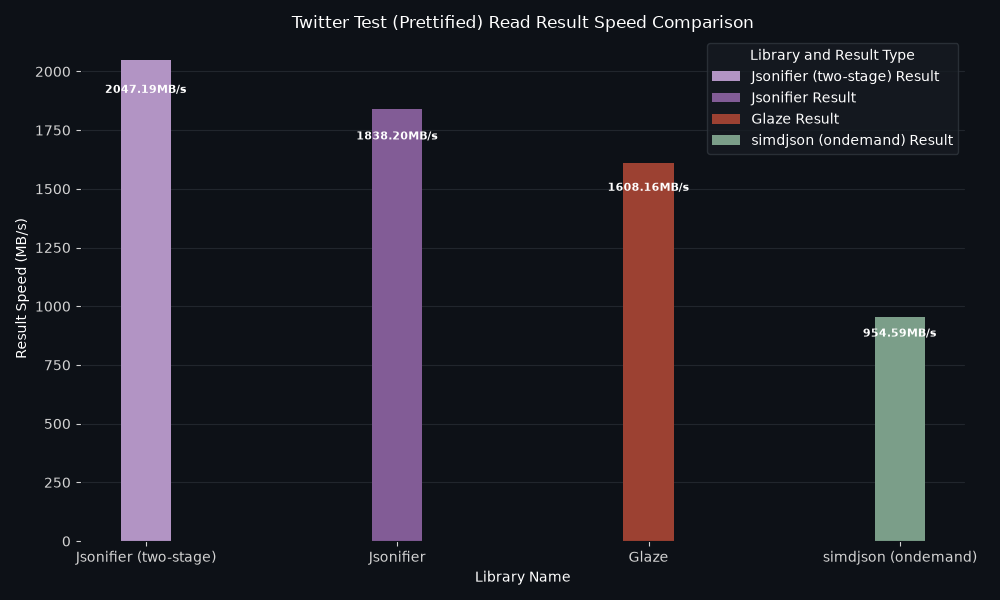 Twitter Test (Prettified) Read Result Speed Comparison
Library and Result Type
Jsonifier (two-stage) Result
Jsonifier Result
Glaze Result
simdjson (ondemand) Result
Result Speed (MB/s)
2000
1750
1500
1250
1000
750
500
250
0
2047.19MB/s
1838.20MB/s
1608.16MB/s
954.59MB/s
Jsonifier (two-stage)
Jsonifier
Glaze
simdjson (ondemand)
Library Name